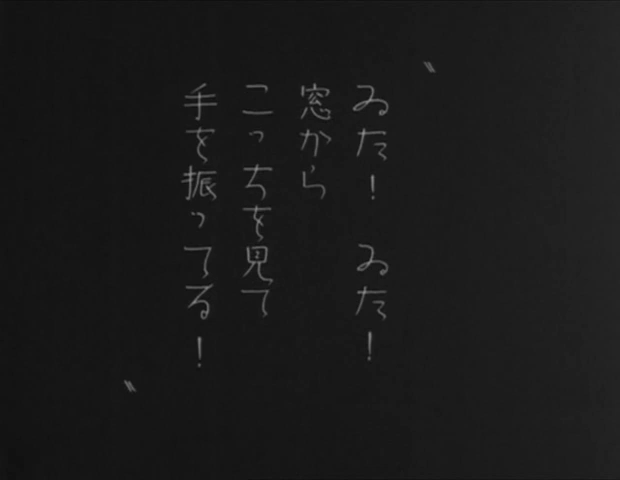 〝ゐた！　ゐた！
窓から
こっちを見て
手を振ってる！〟